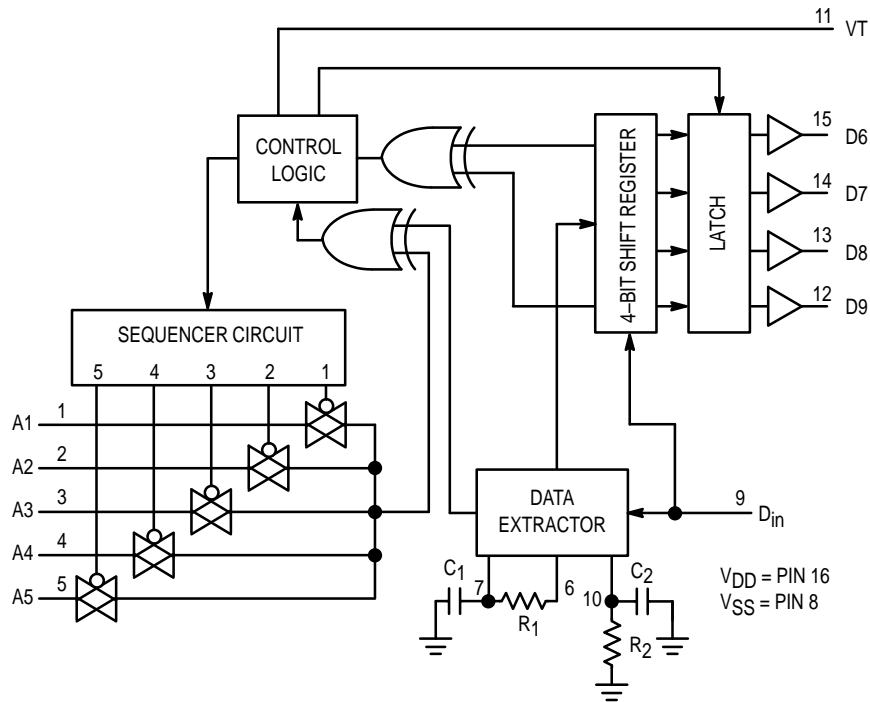 11 VT
CONTROL
LOGIC
4–BIT SHIFT REGISTER
LATCH
15 D6
14 D7
13 D8
12 D9
SEQUENCER CIRCUIT
5 4 3 2 1
A1 1
A2 2
A3 3
A4 4
A5 5
DATA
EXTRACTOR
9 Din
C1 7 R1 6
10 C2 R2
VDD = PIN 16
VSS = PIN 8